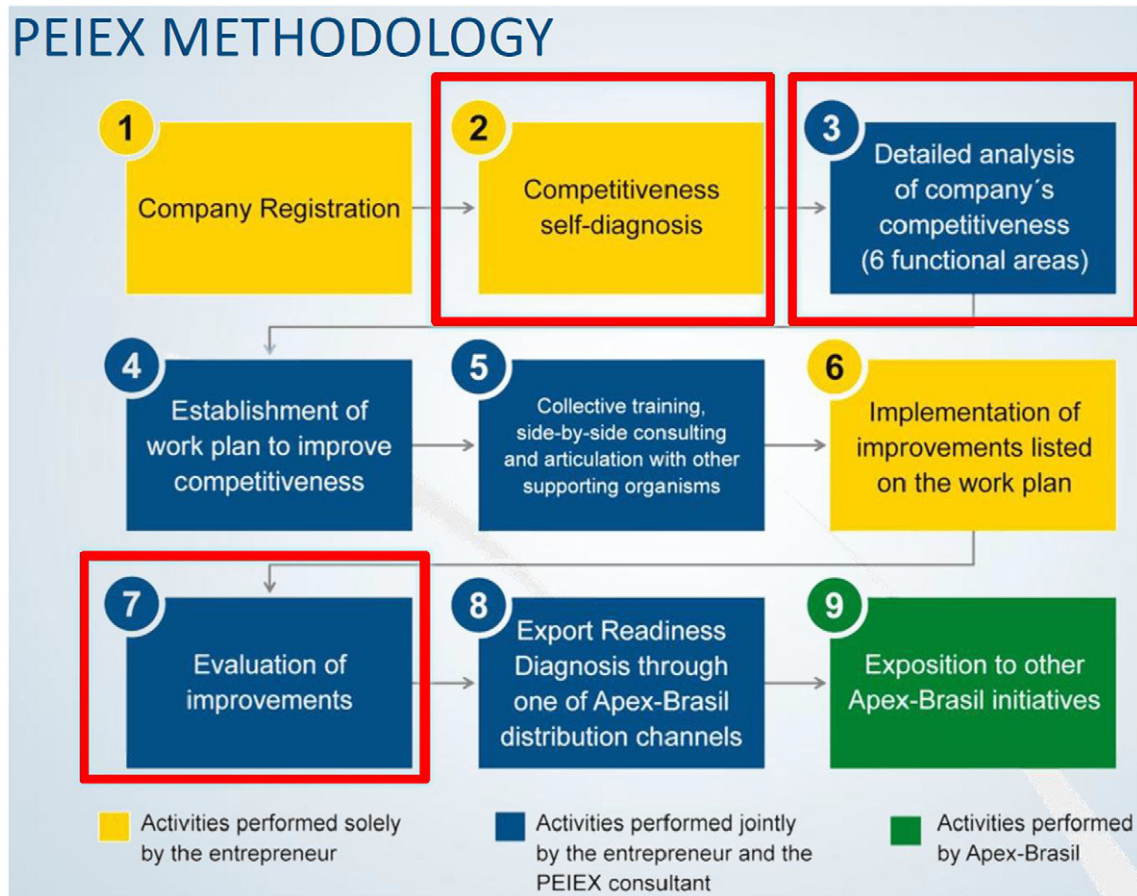 PEIEX METHODOLOGY
1
Company Registration
2
Competitiveness
self-diagnosis
3
Detailed analysis
of company´s
competitiveness
(6 functional areas)
4
Establishment of
work plan to improve
competitiveness
5
Collective training,
side-by-side consulting
and articulation with other
supporting organisms
6
Implementation of
improvements listed
on the work plan
7
Evaluation of
improvements
8
Export Readiness
Diagnosis through
one of Apex-Brasil
distribution channels
9
Exposition to other
Apex-Brasil initiatives
Activities performed solely
by the entrepreneur
Activities performed jointly
by the entrepreneur and the
PEIEX consultant
Activities performed
by Apex-Brasil